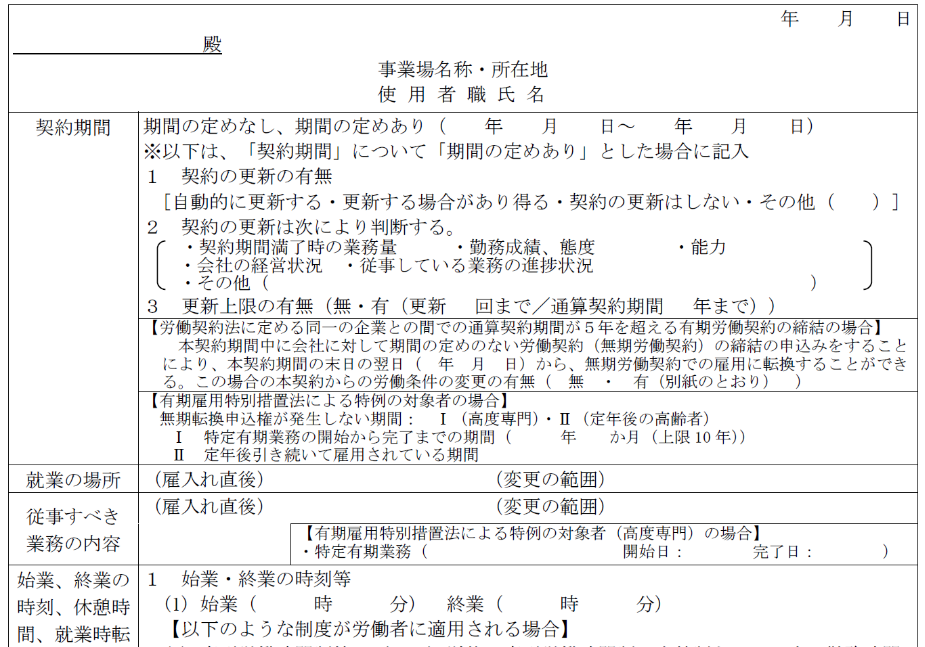 年　　月　　日
殿
事業場名称・所在地
使 用 者 職 氏 名
契約期間
期間の定めなし、期間の定めあり（　　年　　月　　日～　　年　　月　　日）
※以下は、「契約期間」について「期間の定めあり」とした場合に記入
１　契約の更新の有無
［自動的に更新する・更新する場合があり得る・契約の更新はしない・その他（　　）］
２　契約の更新は次により判断する。
・契約期間満了時の業務量　　　・勤務成績、態度　　　　　・能力
・会社の経営状況　・従事している業務の進捗状況
・その他（　　　　　　　　　　　　　　　　　　　　　　　　　　　　　　）
３　更新上限の有無（無・有（更新　　回まで／通算契約期間　　年まで））
【労働契約法に定める同一の企業との間での通算契約期間が５年を超える有期労働契約の締結の場合】
本契約期間中に会社に対して期間の定めのない労働契約（無期労働契約）の締結の申込みをすること
により、本契約期間の末日の翌日（　年　月　日）から、無期労働契約での雇用に転換することができ
る。この場合の本契約からの労働条件の変更の有無（　無　・　有（別紙のとおり）　）
【有期雇用特別措置法による特例の対象者の場合】
無期転換申込権が発生しない期間：　Ⅰ（高度専門）・Ⅱ（定年後の高齢者）
Ⅰ　特定有期業務の開始から完了までの期間（　　　年　　か月（上限10年））
Ⅱ　定年後引き続いて雇用されている期間
就業の場所
（雇入れ直後）　　　　　　　　　　　　（変更の範囲）
従事すべき
業務の内容
（雇入れ直後）　　　　　　　　　　　　（変更の範囲）
【有期雇用特別措置法による特例の対象者（高度専門）の場合】
・特定有期業務（　　　　　　　　　　　　　開始日：　　　　完了日：　　　　）
始業、終業の
時刻、休憩時
間、就業時転
１　始業・終業の時刻等
(1) 始業（　　　時　　　分）　終業（　　　時　　　分）
【以下のような制度が労働者に適用される場合】